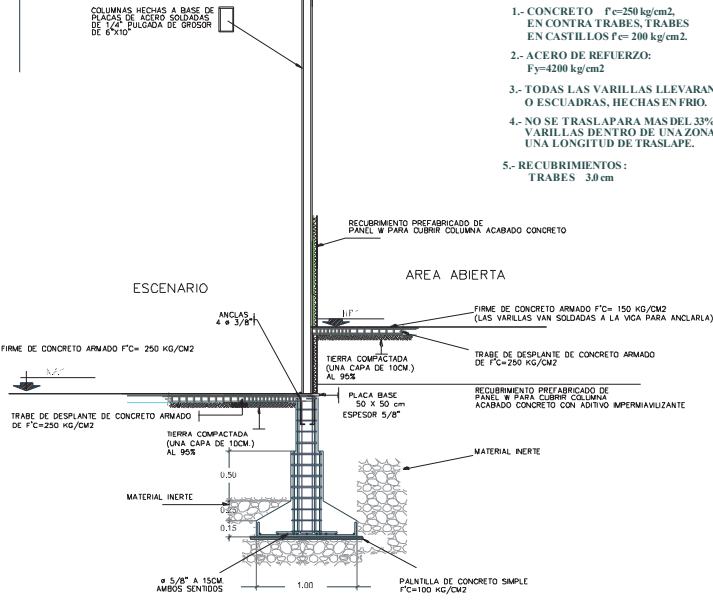 COLUMNAS HECHAS A BASE DE
PLACAS DE ACERO SOLDADAS
DE 1/4" PULGADA DE GROSOR
DE 6"X10"
1.- CONCRETO f'c=250 kg/cm2,
EN CONTRA TRABES, TRABES
EN CASTILLOS f'c= 200 kg/cm2.
2.- ACERO DE REFUERZO:
Fy=4200 kg/cm2
3.- TODAS LAS VARILLAS LLEVARAN
O ESCUADRAS, HECHAS EN FRIO.
4.- NO SE TRASLAPARA MAS DEL 33%
VARILLAS DENTRO DE UNA ZONA
UNA LONGITUD DE TRASLAPE.
5.- RECUBRIMIENTOS :
TRABES 3.0 cm
RECUBRIMIENTO PREFABRICADO DE
PANEL W PARA CUBRIR COLUMNA ACABADO CONCRETO
ESCENARIO
AREA ABIERTA
ANCLAS
4 ø 3/8"
FIRME DE CONCRETO ARMADO F'C= 150 KG/CM2
(LAS VARILLAS VAN SOLDADAS A LA VIGA PARA ANCLARLA)
FIRME DE CONCRETO ARMADO F'C= 250 KG/CM2
TIERRA COMPACTADA
(UNA CAPA DE 10CM.)
AL 95%
TRABE DE DESPLANTE DE CONCRETO ARMADO
DE F'C=250 KG/CM2
PLACA BASE
50 X 50 cm
ESPESOR 5/8"
RECUBRIMIENTO PREFABRICADO DE
PANEL W PARA CUBRIR COLUMNA
ACABADO CONCRETO CON ADITIVO IMPERMIAVILIZANTE
TRABE DE DESPLANTE DE CONCRETO ARMADO
DE F'C=250 KG/CM2
TIERRA COMPACTADA
(UNA CAPA DE 10CM.)
AL 95%
MATERIAL INERTE
0.50
MATERIAL INERTE
0.25
0.15
ø 5/8" A 15CM.
AMBOS SENTIDOS
1.00
PALNTILLA DE CONCRETO SIMPLE
F'C=100 KG/CM2